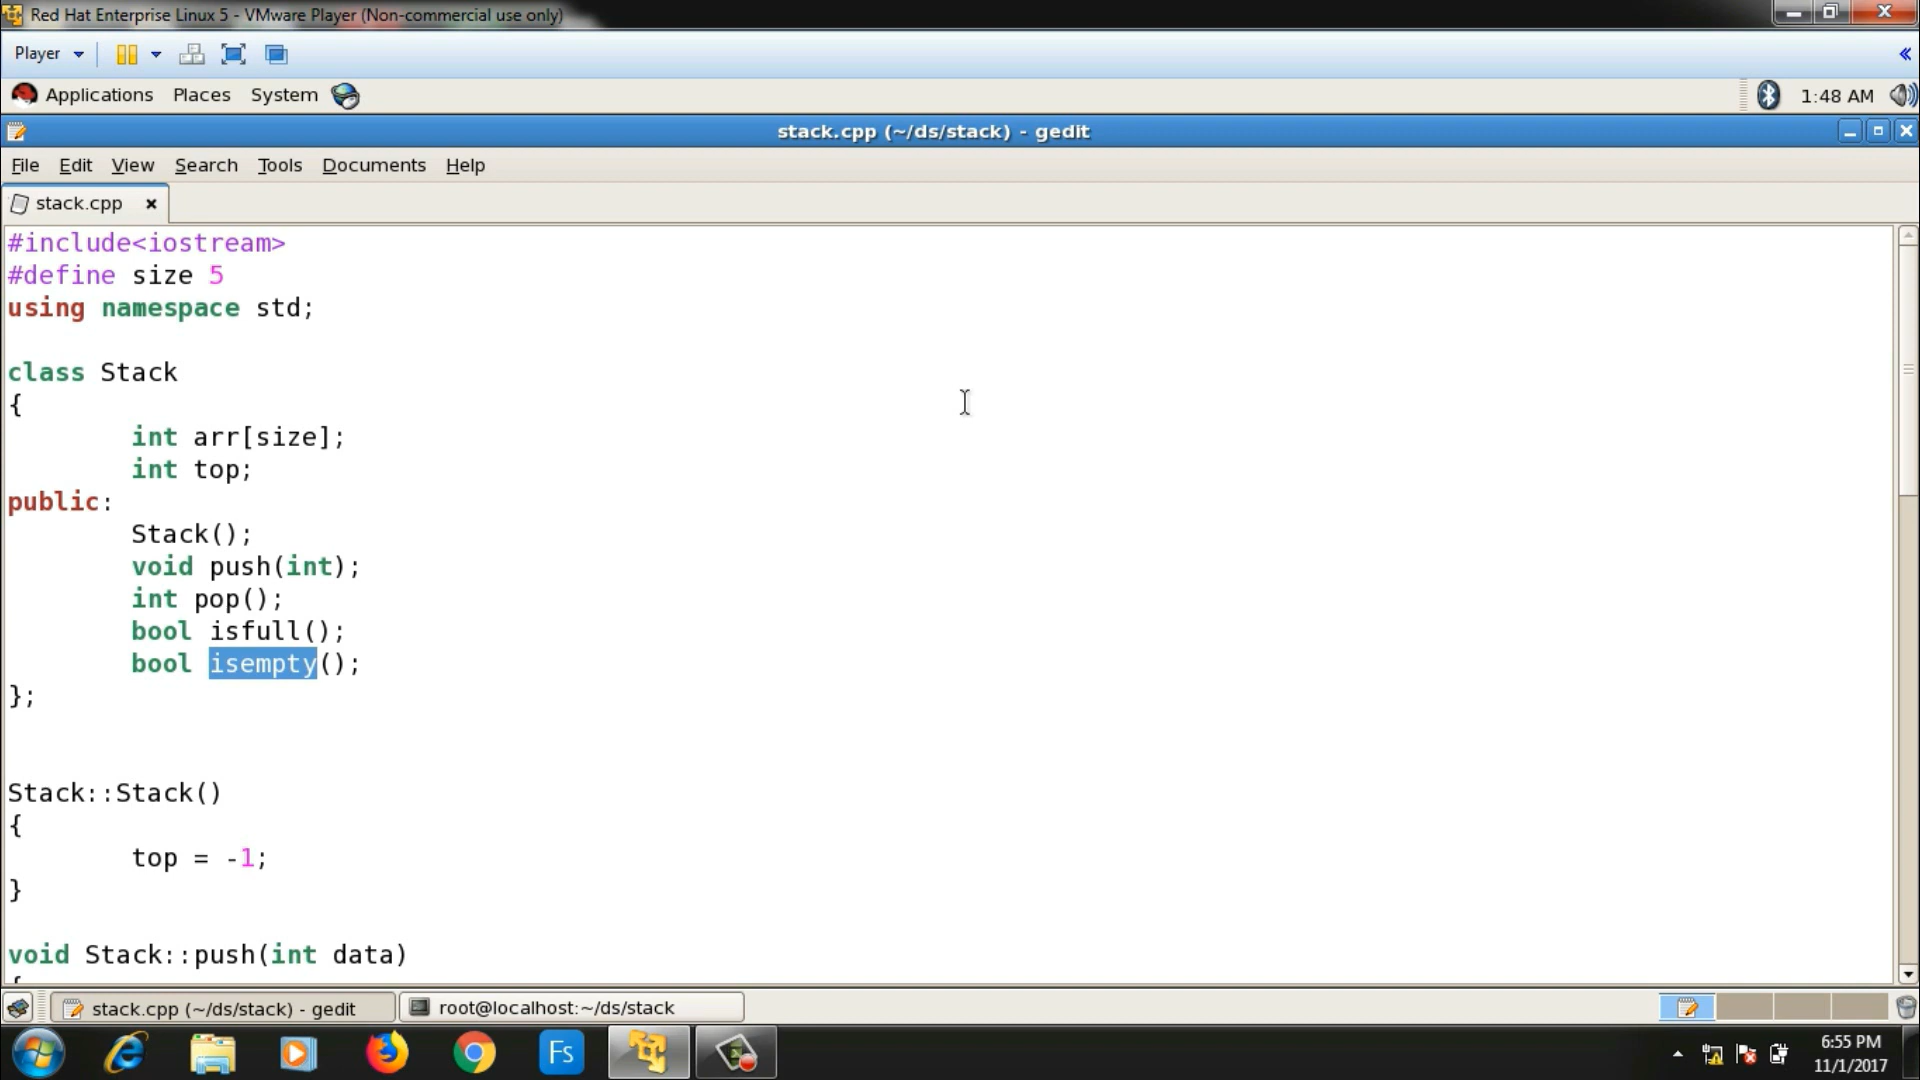 Red Hat Enterprise Linux 5 - VMware Player (Non-commercial use only)
Player
Applications Places System 1:48 AM
stack.cpp (~/ds/stack) - gedit
File Edit View Search Tools Documents Help
stack.cpp
#include<iostream>
#define size 5
using namespace std;
class Stack
{
int arr[size];
int top;
public:
Stack();
void push(int);
int pop();
bool isfull();
bool isempty();
};
Stack::Stack()
{
top = -1;
}
void Stack::push(int data)
{
stack.cpp (~/ds/stack) - gedit root@localhost:~/ds/stack
Fs
6:55 PM
11/1/2017